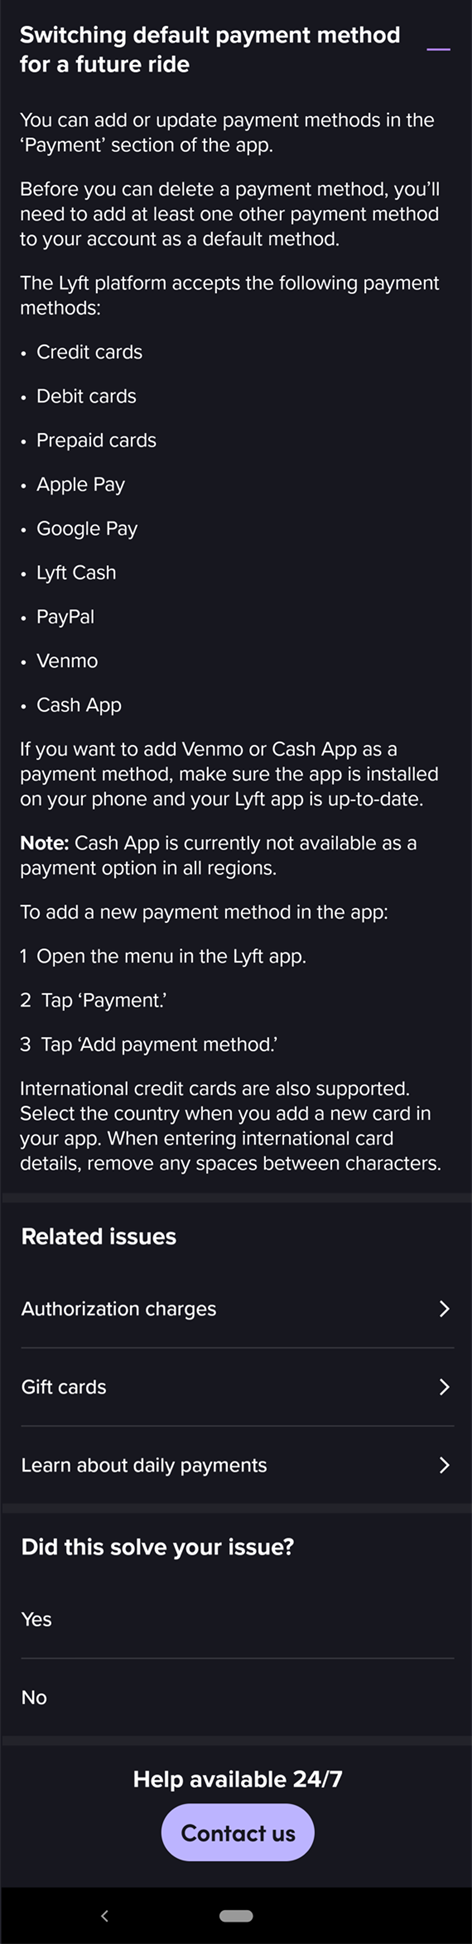 Switching default payment method
for a future ride
You can add or update payment methods in the
‘Payment’ section of the app.
Before you can delete a payment method, you’ll
need to add at least one other payment method
to your account as a default method.
The Lyft platform accepts the following payment
methods:
• Credit cards
• Debit cards
• Prepaid cards
• Apple Pay
• Google Pay
• Lyft Cash
• PayPal
• Venmo
• Cash App
If you want to add Venmo or Cash App as a
payment method, make sure the app is installed
on your phone and your Lyft app is up-to-date.
Note: Cash App is currently not available as a
payment option in all regions.
To add a new payment method in the app:
1 Open the menu in the Lyft app.
2 Tap ‘Payment.’
3 Tap ‘Add payment method.’
International credit cards are also supported.
Select the country when you add a new card in
your app. When entering international card
details, remove any spaces between characters.
Related issues
Authorization charges
Gift cards
Learn about daily payments
Did this solve your issue?
Yes
No
Help available 24/7
Contact us